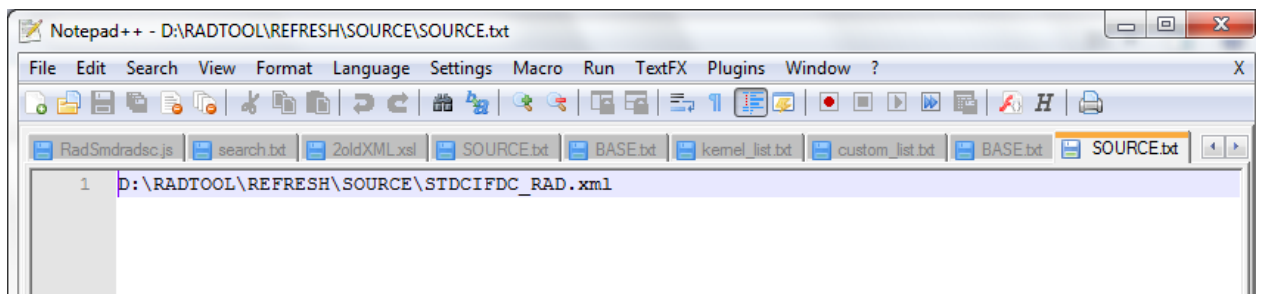 Notepad++ - D:\RADTOOL\REFRESH\SOURCE\SOURCE.txt
File Edit Search View Format Language Settings Macro Run TextFX Plugins Window ? X
RadSmdradsc.js search.txt 2oldXML.xsl SOURCE.txt BASE.txt kernel_list.txt custom_list.txt BASE.txt SOURCE.txt
1 D:\RADTOOL\REFRESH\SOURCE\STDCIFDC_RAD.xml